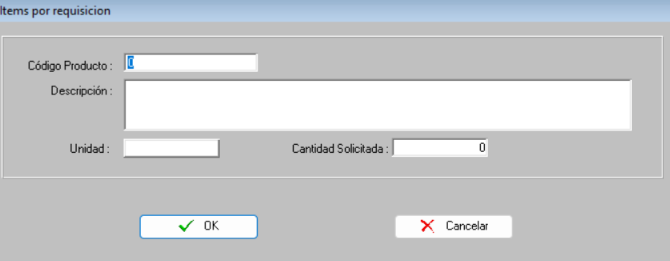 Items por requisicion
Código Producto : 0
Descripción :
Unidad : Cantidad Solicitada : 0
OK Cancelar